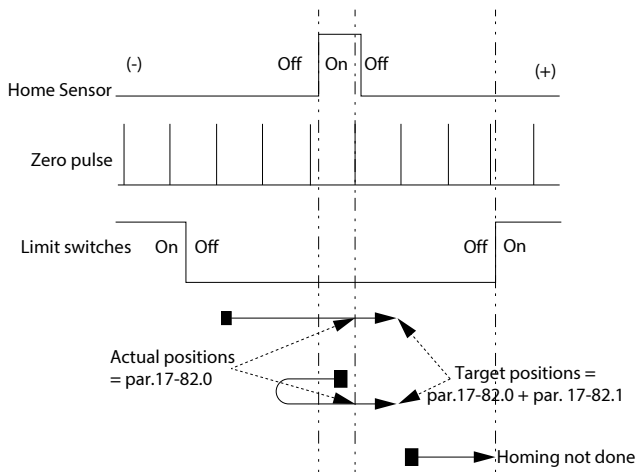 (-)
Off
On
Off
(+)
Home Sensor
Zero pulse
Limit switches
On
Off
Off
On
Actual positions
= par.17-82.0
Target positions =
par.17-82.0 + par. 17-82.1
Homing not done